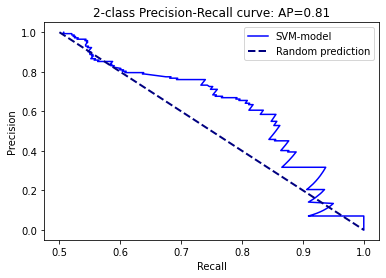 2-class Precision-Recall curve: AP=0.81
SVM-model
Random prediction
Precision
1.0
0.8
0.6
0.4
0.2
0.0
0.5
0.6
0.7
0.8
0.9
1.0
Recall